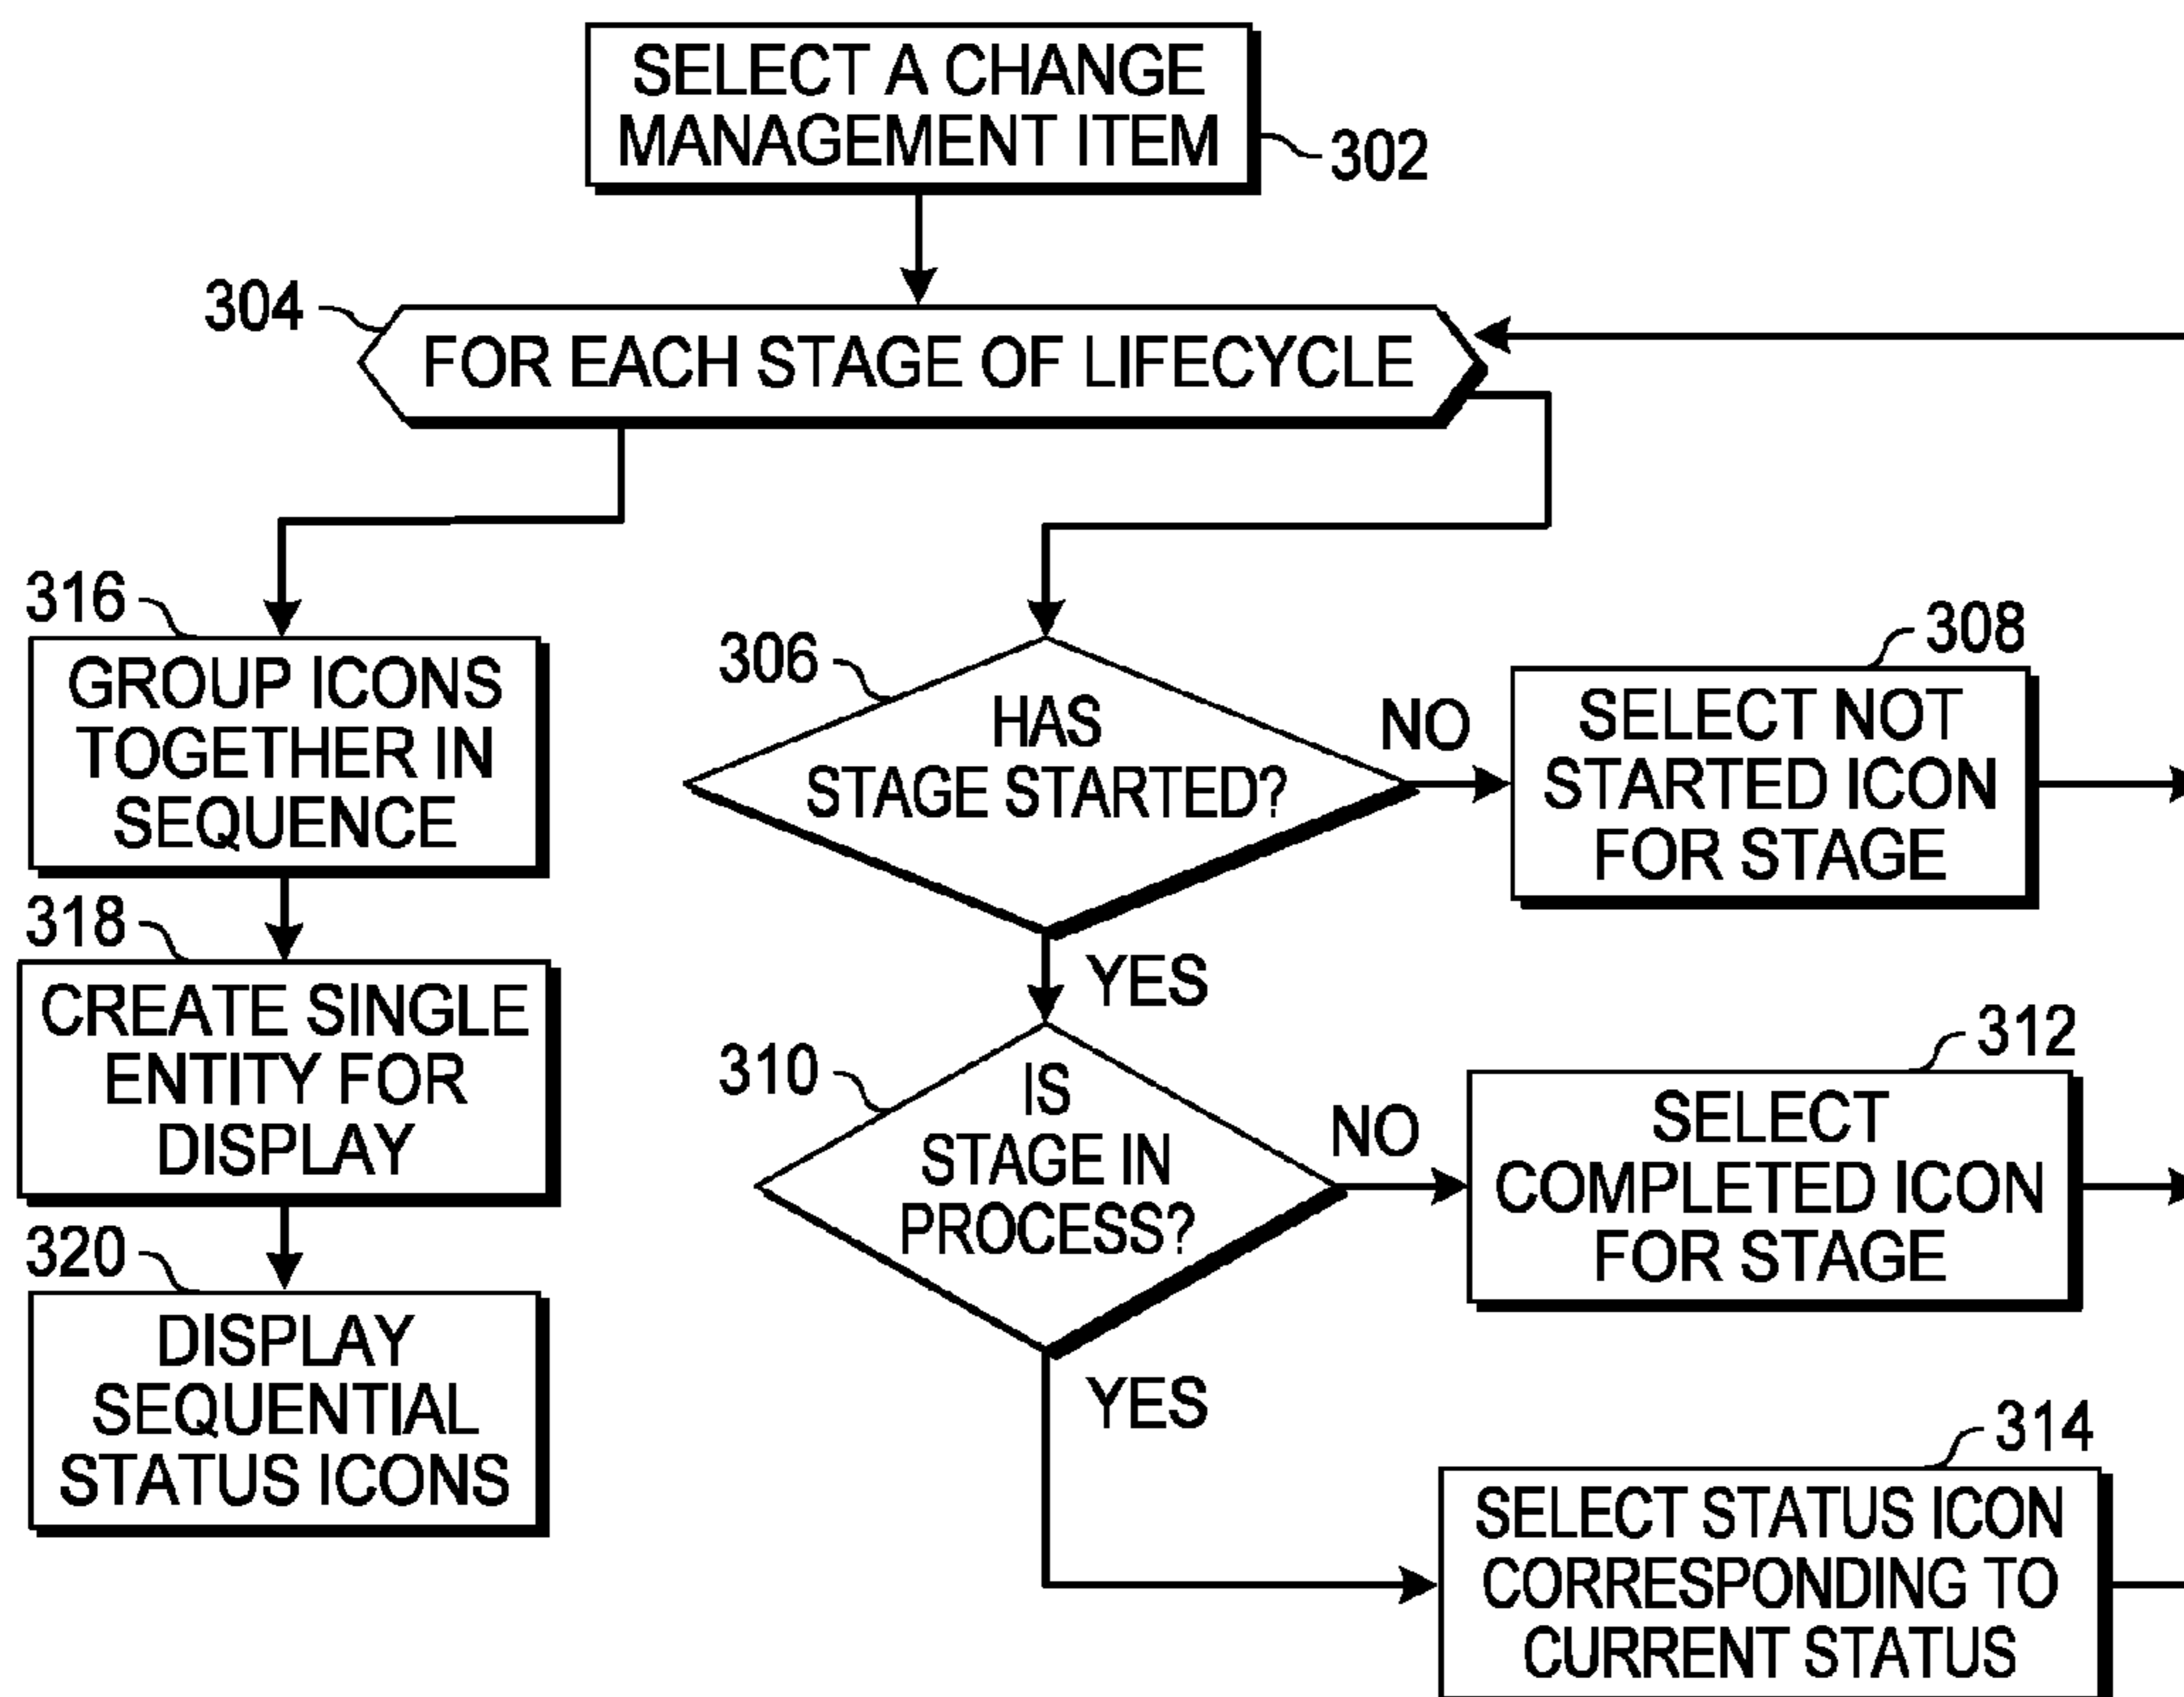 SELECT A CHANGE
MANAGEMENT ITEM
302
304
FOR EACH STAGE OF LIFECYCLE
316
GROUP ICONS
TOGETHER IN
SEQUENCE
318
CREATE SINGLE
ENTITY FOR
DISPLAY
320
DISPLAY
SEQUENTIAL
STATUS ICONS
306
HAS
STAGE STARTED?
NO
308
SELECT NOT
STARTED ICON
FOR STAGE
YES
310
IS
STAGE IN
PROCESS?
NO
312
SELECT
COMPLETED ICON
FOR STAGE
YES
314
SELECT STATUS ICON
CORRESPONDING TO
CURRENT STATUS